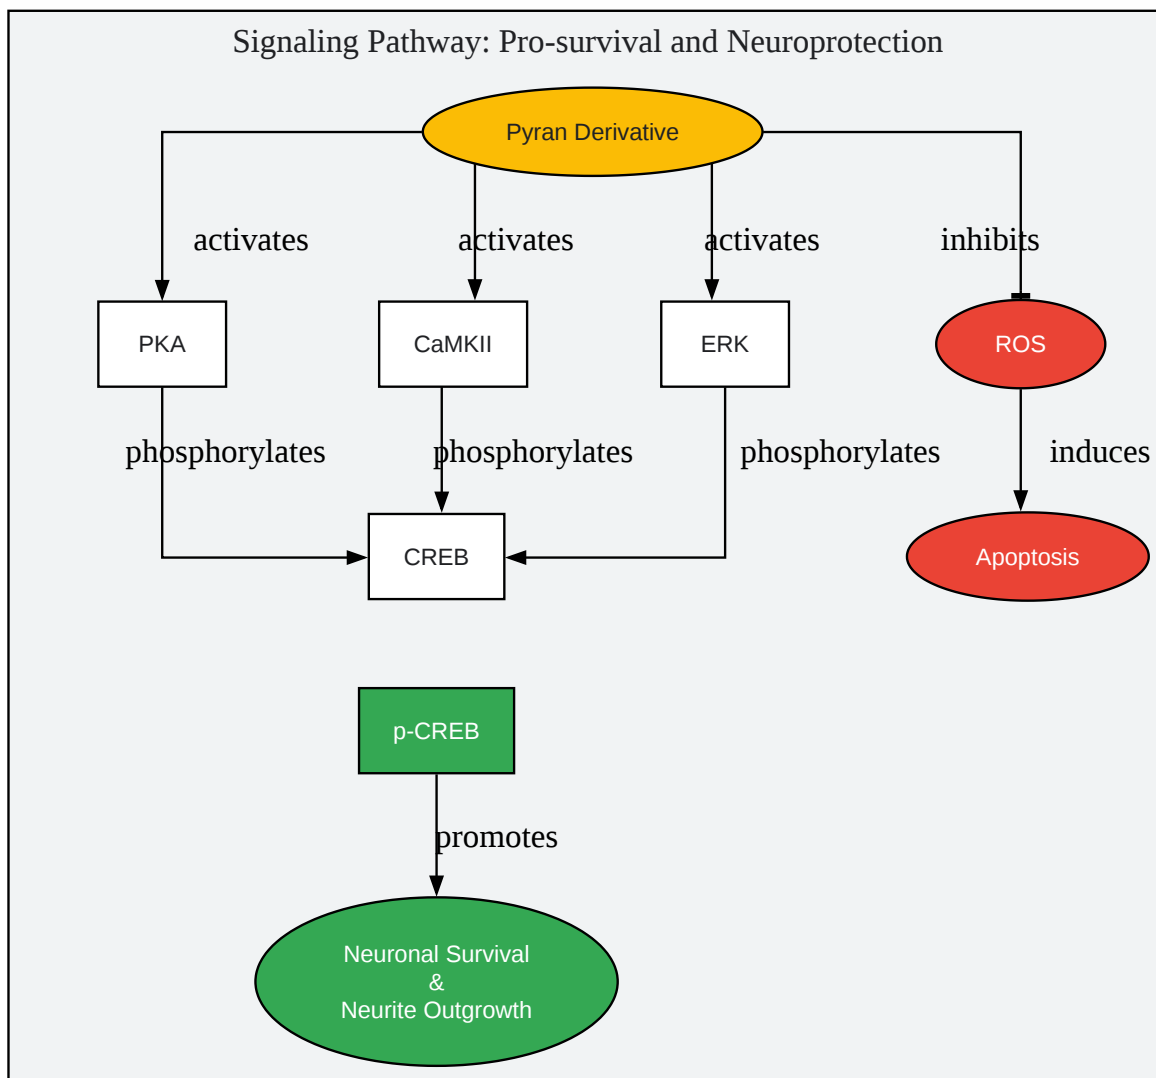 Signaling Pathway: Pro-survival and Neuroprotection
Pyran Derivative
activates
activates
activates
inhibits
PKA
CaMKII
ERK
ROS
phosphorylates
phosphorylates
phosphorylates
induces
CREB
Apoptosis
p-CREB
promotes
Neuronal Survival
&
Neurite Outgrowth